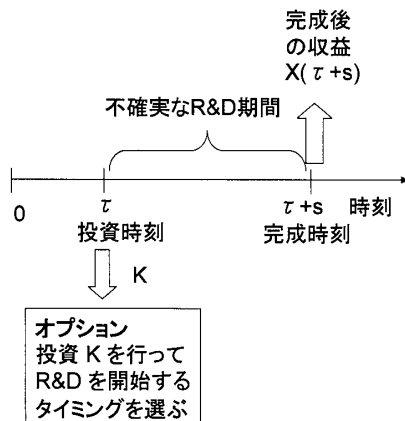 完成後
の収益
X(τ+s)
不確実なR&D期間
0
τ
τ+s
時刻
投資時刻
完成時刻
K
オプション
投資 K を行って
R&D を開始する
タイミングを選ぶ